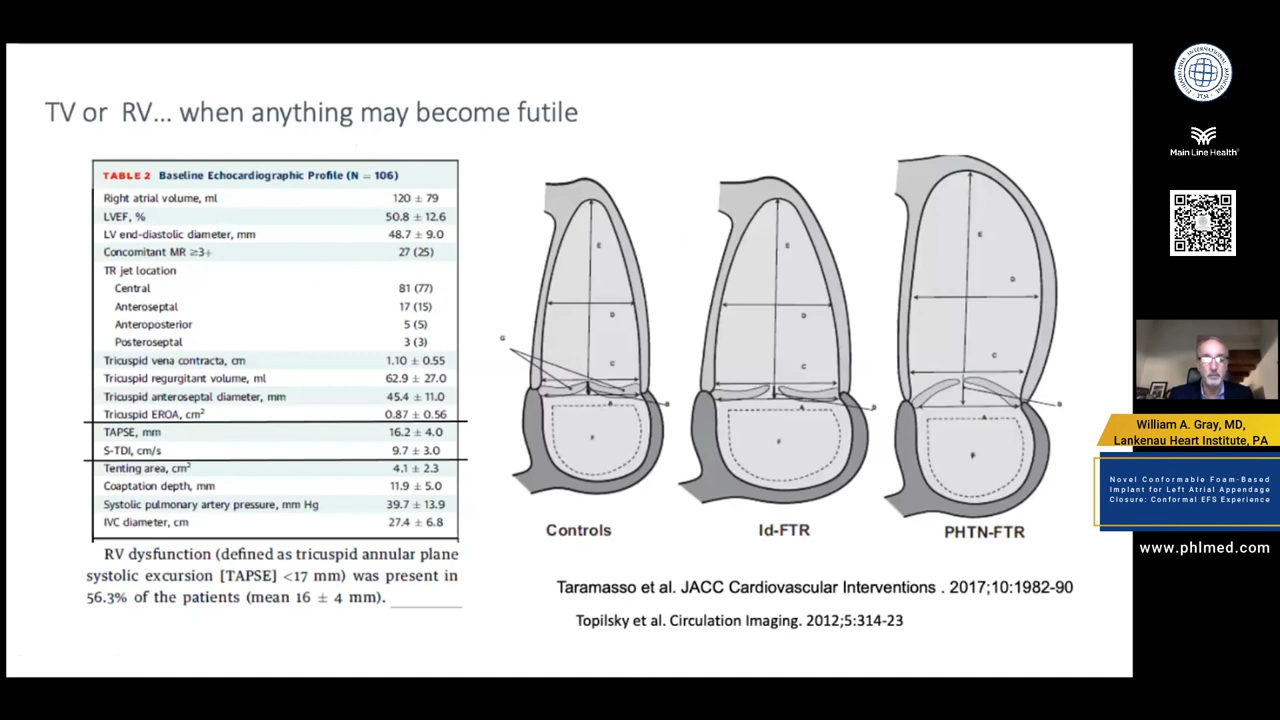 TV or RV... when anything may become futile
TABLE 2 Baseline Echocardiographic Profile (N = 106)
Right atrial volume, ml 120 ± 79
LVEF, % 50.8 ± 12.6
LV end-diastolic diameter, mm 48.7 ± 9.0
Concomitant MR ≥3+ 27 (25)
TR jet location
Central 81 (77)
Anteroseptal 17 (15)
Anteroposterior 5 (5)
Posteroseptal 3 (3)
Tricuspid vena contracta, cm 1.10 ± 0.55
Tricuspid regurgitant volume, ml 62.9 ± 27.0
Tricuspid anteroseptal diameter, mm 45.4 ± 11.0
Tricuspid EROA, cm² 0.87 ± 0.56
TAPSE, mm 16.2 ± 4.0
S-TDI, cm/s 9.7 ± 3.0
Tenting area, cm² 4.1 ± 2.3
Coaptation depth, mm 11.9 ± 5.0
Systolic pulmonary artery pressure, mm Hg 39.7 ± 13.9
IVC diameter, cm 27.4 ± 6.8
RV dysfunction (defined as tricuspid annular plane
systolic excursion [TAPSE] <17 mm) was present in
56.3% of the patients (mean 16 ± 4 mm).
E
D
G
C
B
A
F
Controls
E
D
C
A
F
Id-FTR
E
D
C
B
A
PHTN-FTR
Taramasso et al. JACC Cardiovascular Interventions . 2017;10:1982-90
Topilsky et al. Circulation Imaging. 2012;5:314-23
Main Line Health®
William A. Gray, MD,
Lankenau Heart Institute, PA
Novel Conformable Foam-Based
Implant for Left Atrial Appendage
Closure: Conformal EFS Experience
www.phlmed.com